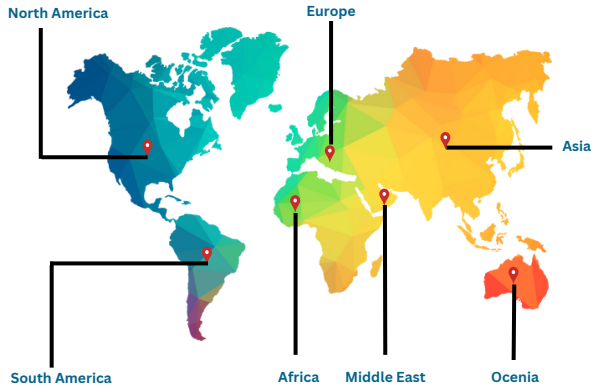 North America
Europe
Asia
South America
Africa
Middle East
Ocenia